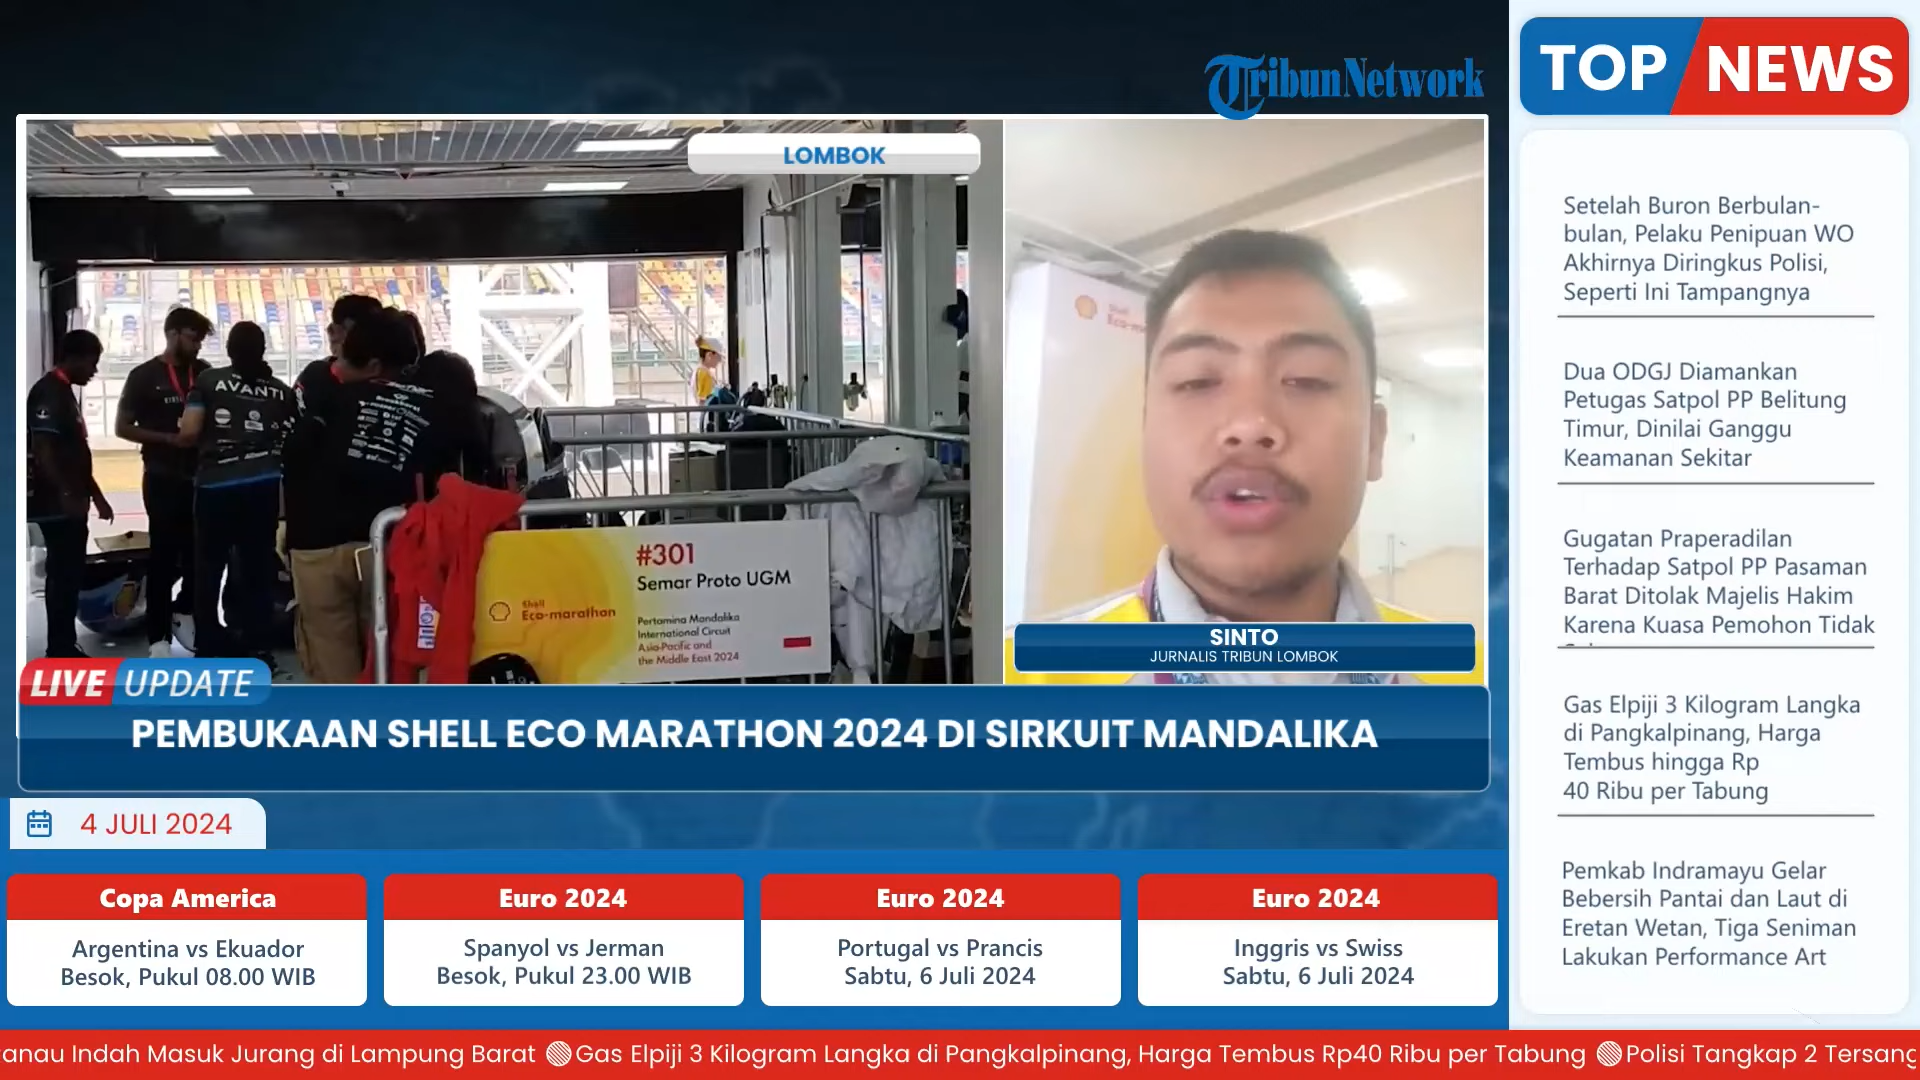 TribunNetwork
LOMBOK
AVANTI
#301
Semar Proto UGM
Shell
Eco-marathon
Pertamina Mandalika
International Circuit
Asia-Pacific and
the Middle East 2024
Shell
SINTO
JURNALIS TRIBUN LOMBOK
LIVE UPDATE
PEMBUKAAN SHELL ECO MARATHON 2024 DI SIRKUIT MANDALIKA
4 JULI 2024
Copa America
Argentina vs Ekuador
Besok, Pukul 08.00 WIB
Euro 2024
Spanyol vs Jerman
Besok, Pukul 23.00 WIB
Euro 2024
Portugal vs Prancis
Sabtu, 6 Juli 2024
Euro 2024
Inggris vs Swiss
Sabtu, 6 Juli 2024
TOP NEWS
Setelah Buron Berbulan-
bulan, Pelaku Penipuan WO
Akhirnya Diringkus Polisi,
Seperti Ini Tampangnya
Dua ODGJ Diamankan
Petugas Satpol PP Belitung
Timur, Dinilai Ganggu
Keamanan Sekitar
Gugatan Praperadilan
Terhadap Satpol PP Pasaman
Barat Ditolak Majelis Hakim
Karena Kuasa Pemohon Tidak
Gas Elpiji 3 Kilogram Langka
di Pangkalpinang, Harga
Tembus hingga Rp
40 Ribu per Tabung
Pemkab Indramayu Gelar
Bebersih Pantai dan Laut di
Eretan Wetan, Tiga Seniman
Lakukan Performance Art
anau Indah Masuk Jurang di Lampung Barat Gas Elpiji 3 Kilogram Langka di Pangkalpinang, Harga Tembus Rp40 Ribu per Tabung Polisi Tangkap 2 Tersang